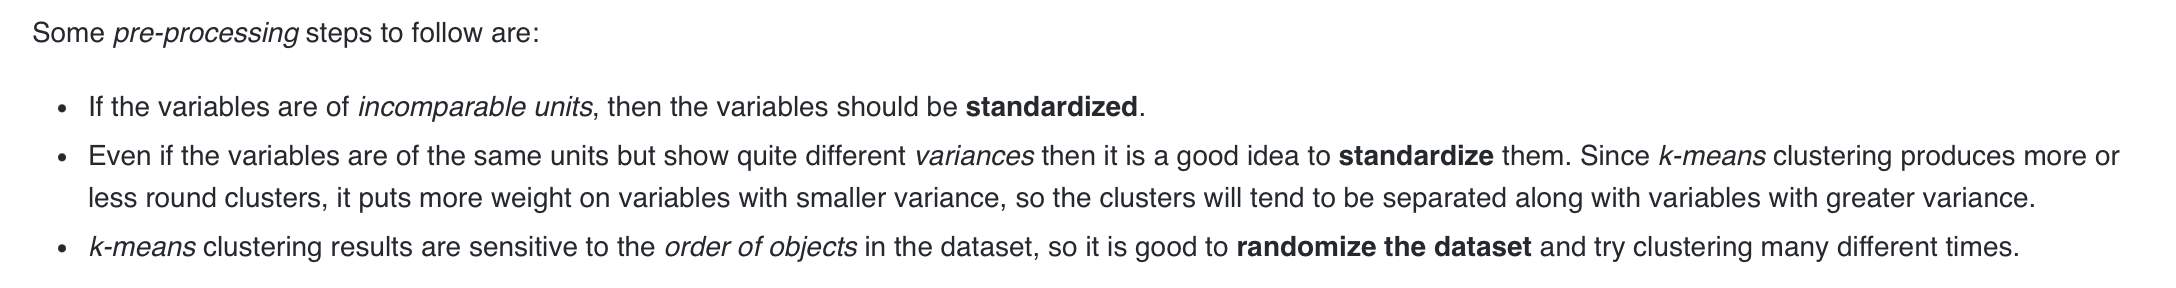 Some pre-processing steps to follow are:
• If the variables are of incomparable units, then the variables should be standardized.
• Even if the variables are of the same units but show quite different variances then it is a good idea to standardize them. Since k-means clustering produces more or
less round clusters, it puts more weight on variables with smaller variance, so the clusters will tend to be separated along with variables with greater variance.
• k-means clustering results are sensitive to the order of objects in the dataset, so it is good to randomize the dataset and try clustering many different times.